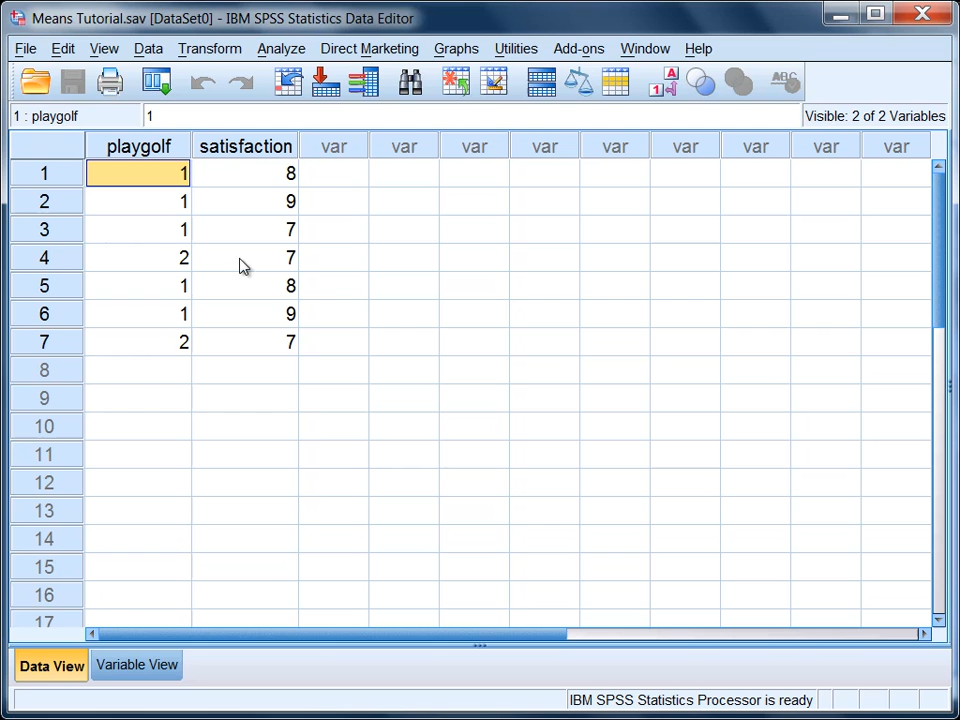 Means Tutorial.sav [DataSet0] - IBM SPSS Statistics Data Editor
File Edit View Data Transform Analyze Direct Marketing Graphs Utilities Add-ons Window Help
1 A ABC
1 : playgolf 1 Visible: 2 of 2 Variables
playgolf satisfaction var var var var var var var var var
1 1 8
2 1 9
3 1 7
4 2 7
5 1 8
6 1 9
7 2 7
8
9
10
11
12
13
14
15
16
17
Data View Variable View
IBM SPSS Statistics Processor is ready